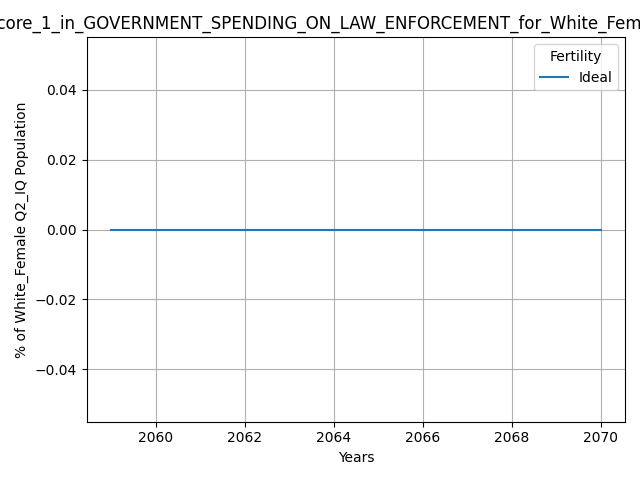 core_1_in_GOVERNMENT_SPENDING_ON_LAW_ENFORCEMENT_for_White_Fem
Fertility
Ideal
% of White_Female Q2_IQ Population
0.04
0.02
0.00
−0.02
−0.04
2060 2062 2064 2066 2068 2070
Years